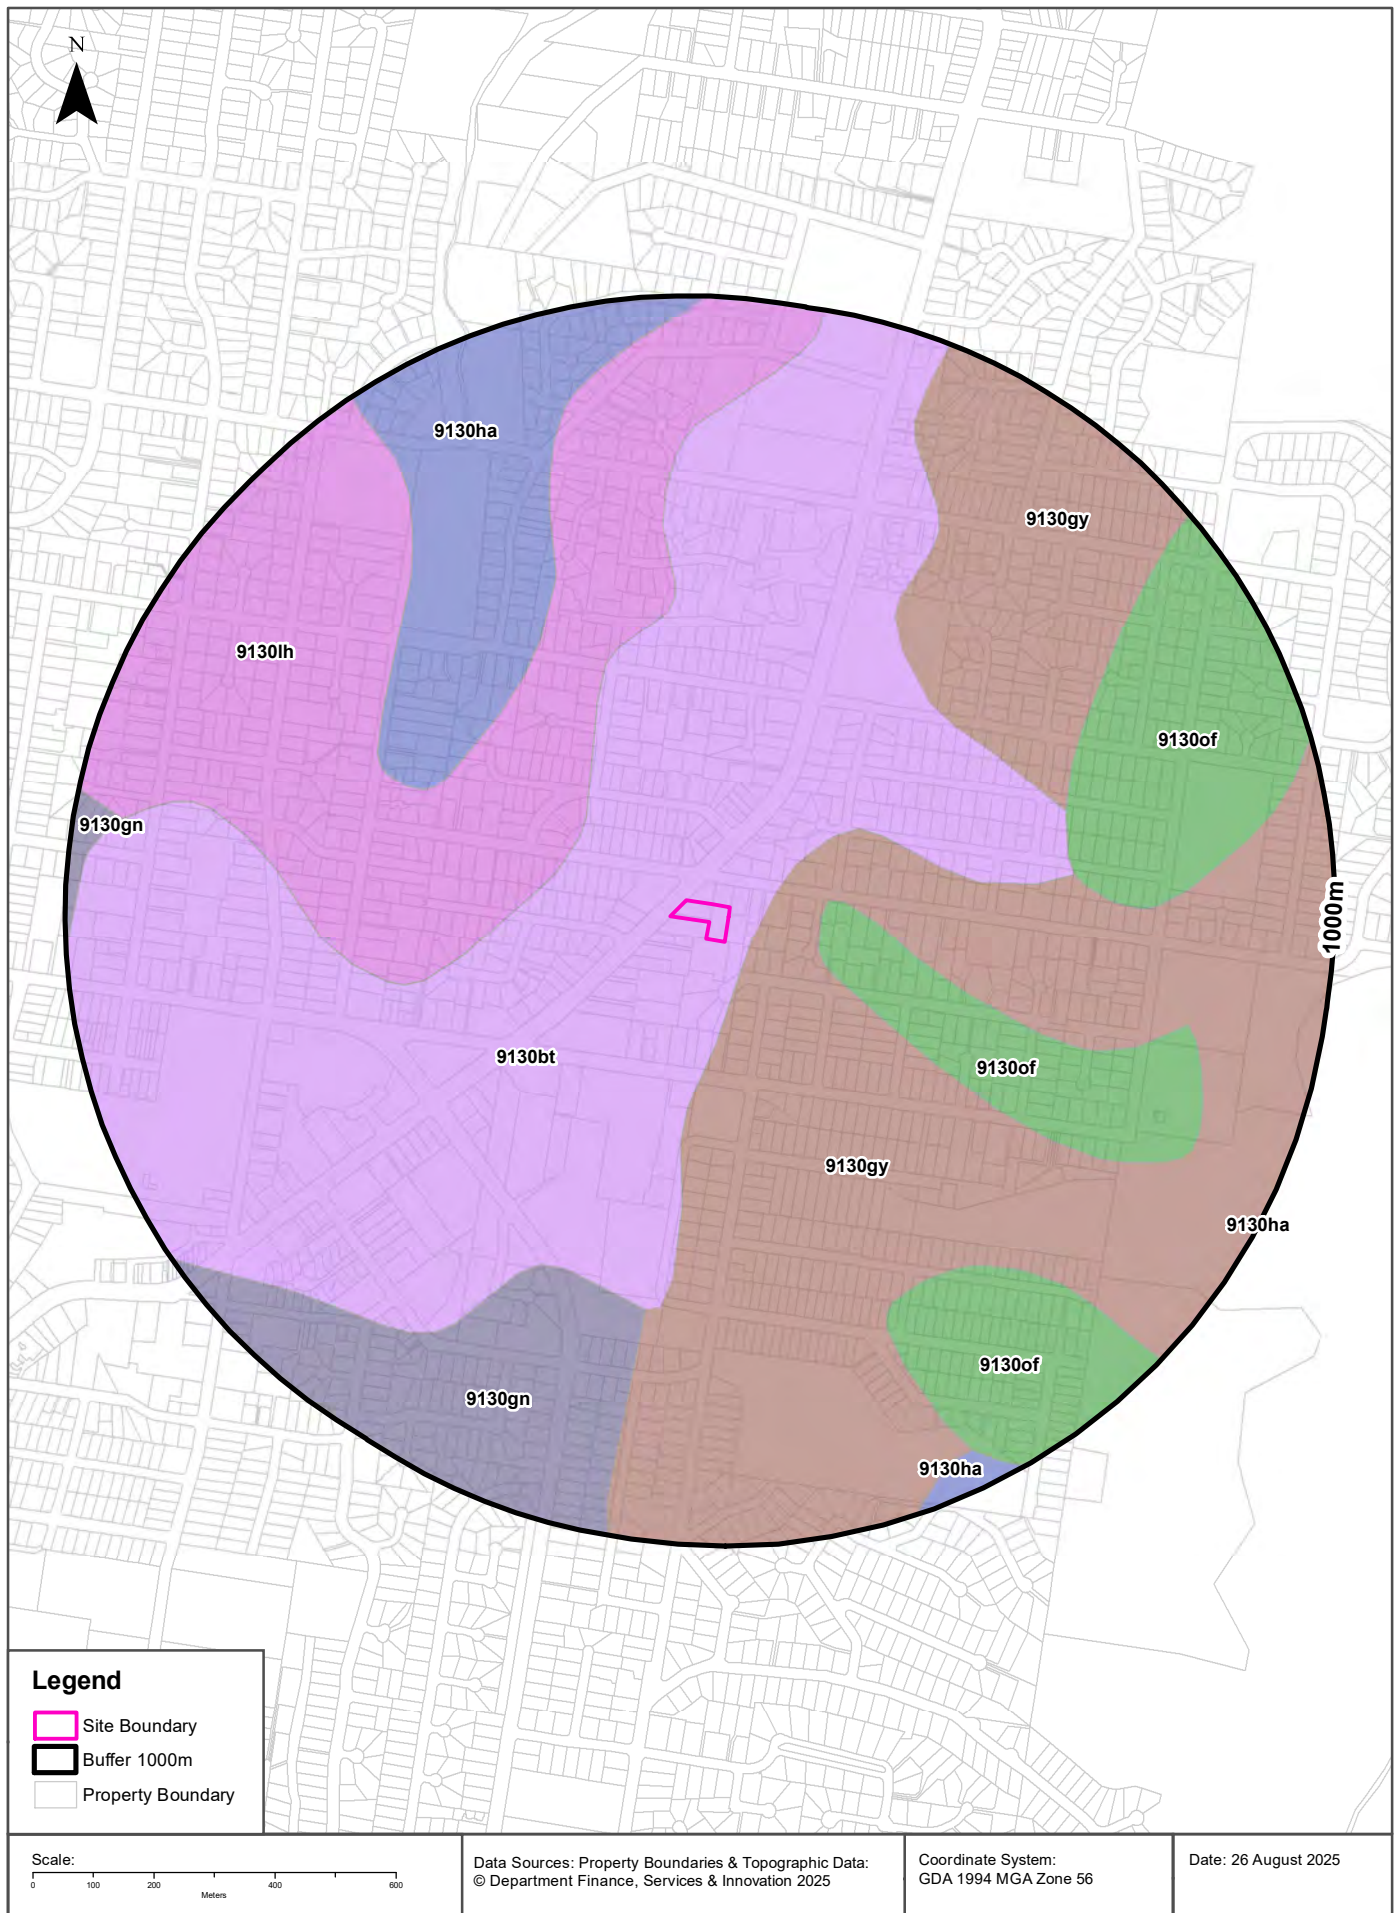 N
9130ha
9130gy
9130lh
9130of
9130gn
1000m
9130bt
9130of
9130gy
9130ha
9130of
9130gn
9130ha
Legend
Site Boundary
Buffer 1000m
Property Boundary
Scale:
0 100 200 400 600
Meters
Data Sources: Property Boundaries & Topographic Data:
© Department Finance, Services & Innovation 2025
Coordinate System:
GDA 1994 MGA Zone 56
Date: 26 August 2025